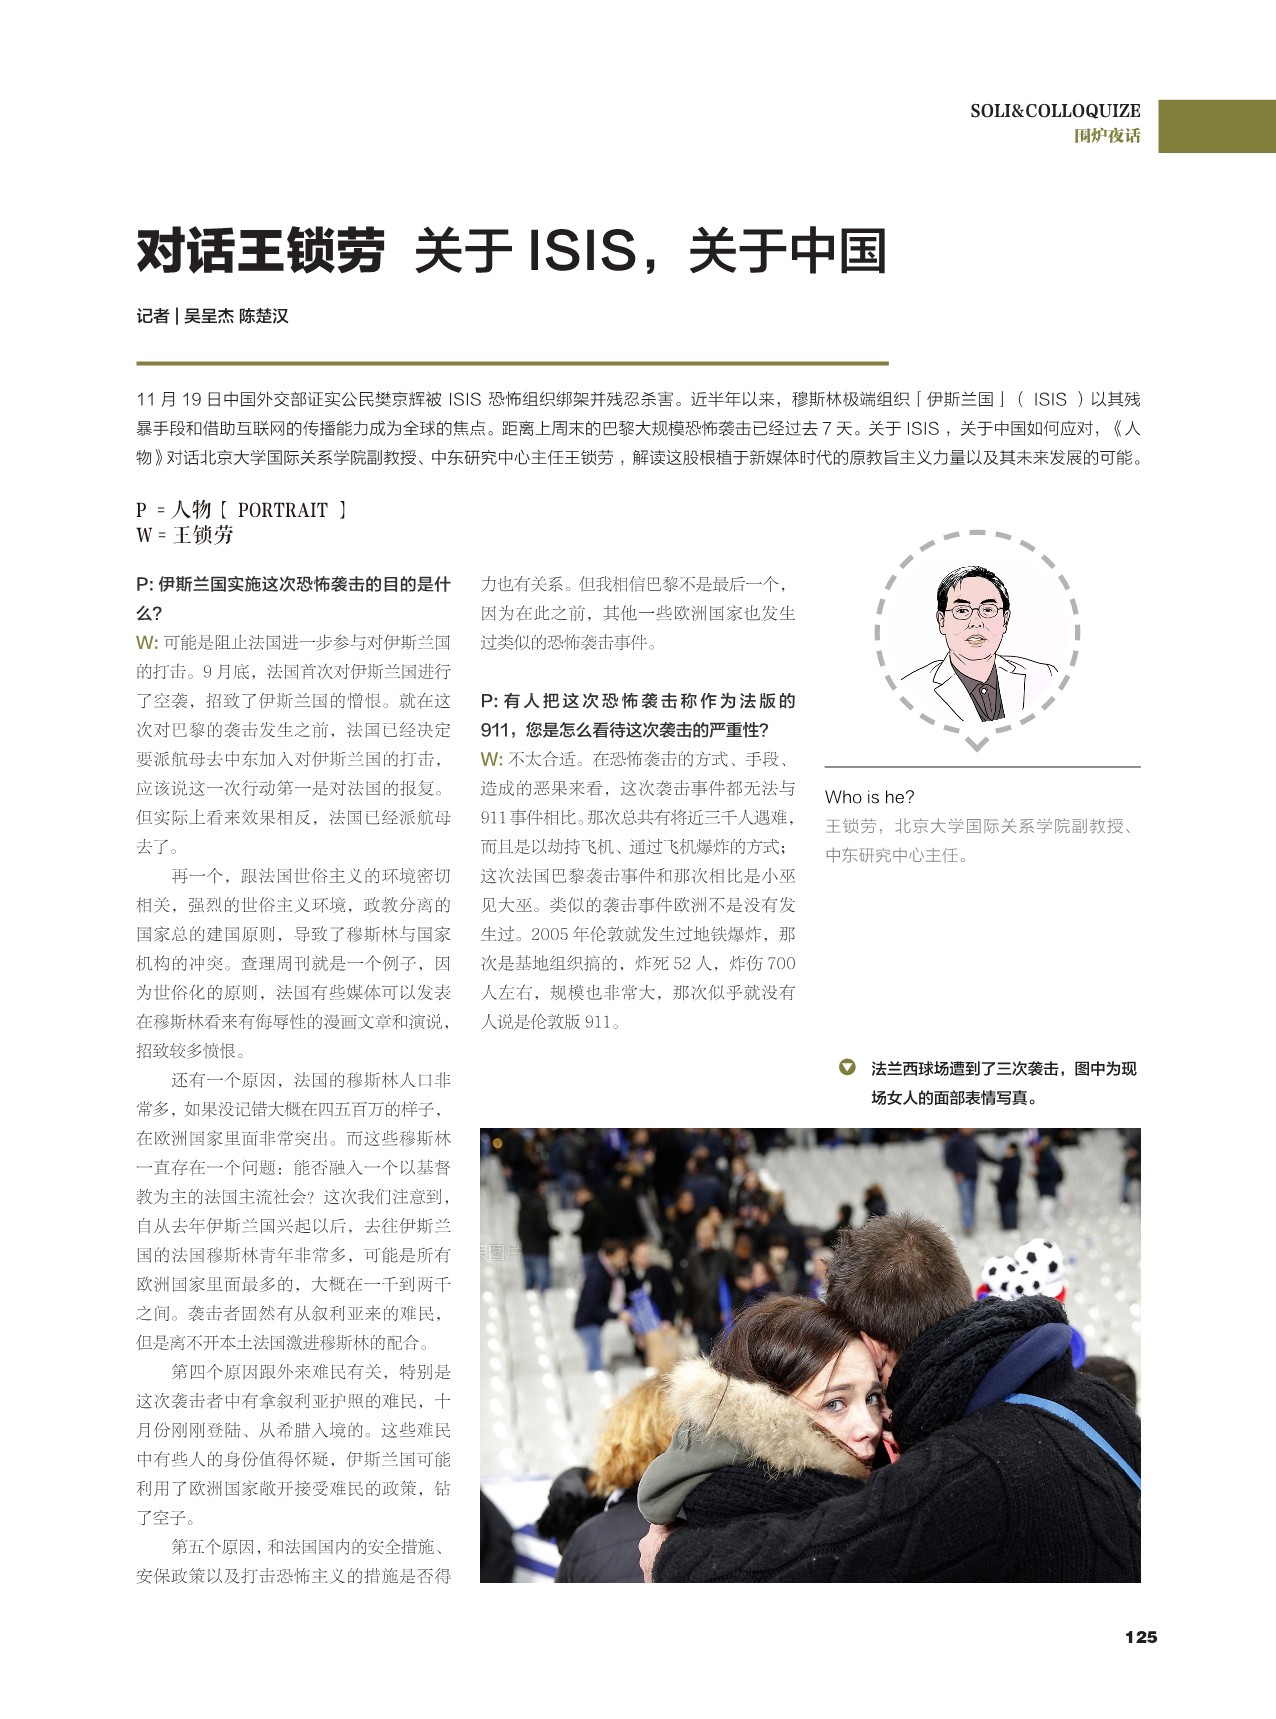 SOLI&COLLOQUIZE
围炉夜话
对话王锁劳 关于 ISIS，关于中国
记者 | 吴呈杰 陈楚汉
11 月 19 日中国外交部证实公民樊京辉被 ISIS 恐怖组织绑架并残忍杀害。近半年以来，穆斯林极端组织「伊斯兰国」（ ISIS ）以其残
暴手段和借助互联网的传播能力成为全球的焦点。距离上周末的巴黎大规模恐怖袭击已经过去 7 天。关于 ISIS ，关于中国如何应对，《人
物》对话北京大学国际关系学院副教授、中东研究中心主任王锁劳 ，解读这股根植于新媒体时代的原教旨主义力量以及其未来发展的可能。
P = 人物 [ PORTRAIT ]
W = 王锁劳
P: 伊斯兰国实施这次恐怖袭击的目的是什
么？
W: 可能是阻止法国进一步参与对伊斯兰国
的打击。9 月底，法国首次对伊斯兰国进行
了空袭，招致了伊斯兰国的憎恨。就在这
次对巴黎的袭击发生之前，法国已经决定
要派航母去中东加入对伊斯兰国的打击，
应该说这一次行动第一是对法国的报复。
但实际上看来效果相反，法国已经派航母
去了。
再一个，跟法国世俗主义的环境密切
相关，强烈的世俗主义环境，政教分离的
国家总的建国原则，导致了穆斯林与国家
机构的冲突。查理周刊就是一个例子，因
为世俗化的原则，法国有些媒体可以发表
在穆斯林看来有侮辱性的漫画文章和演说，
招致较多愤恨。
还有一个原因，法国的穆斯林人口非
常多，如果没记错大概在四五百万的样子，
在欧洲国家里面非常突出。而这些穆斯林
一直存在一个问题：能否融入一个以基督
教为主的法国主流社会？这次我们注意到，
自从去年伊斯兰国兴起以后，去往伊斯兰
国的法国穆斯林青年非常多，可能是所有
欧洲国家里面最多的，大概在一千到两千
之间。袭击者固然有从叙利亚来的难民，
但是离不开本土法国激进穆斯林的配合。
第四个原因跟外来难民有关，特别是
这次袭击者中有拿叙利亚护照的难民，十
月份刚刚登陆、从希腊入境的。这些难民
中有些人的身份值得怀疑，伊斯兰国可能
利用了欧洲国家敞开接受难民的政策，钻
了空子。
第五个原因，和法国国内的安全措施、
安保政策以及打击恐怖主义的措施是否得
力也有关系。但我相信巴黎不是最后一个，
因为在此之前，其他一些欧洲国家也发生
过类似的恐怖袭击事件。
P: 有人把这次恐怖袭击称作为法版的
911，您是怎么看待这次袭击的严重性？
W: 不太合适。在恐怖袭击的方式、手段、
造成的恶果来看，这次袭击事件都无法与
911 事件相比。那次总共有将近三千人遇难，
而且是以劫持飞机、通过飞机爆炸的方式；
这次法国巴黎袭击事件和那次相比是小巫
见大巫。类似的袭击事件欧洲不是没有发
生过。2005 年伦敦就发生过地铁爆炸，那
次是基地组织搞的，炸死 52 人，炸伤 700
人左右，规模也非常大，那次似乎就没有
人说是伦敦版 911。
Who is he?
王锁劳，北京大学国际关系学院副教授、
中东研究中心主任。
法兰西球场遭到了三次袭击，图中为现
场女人的面部表情写真。
125